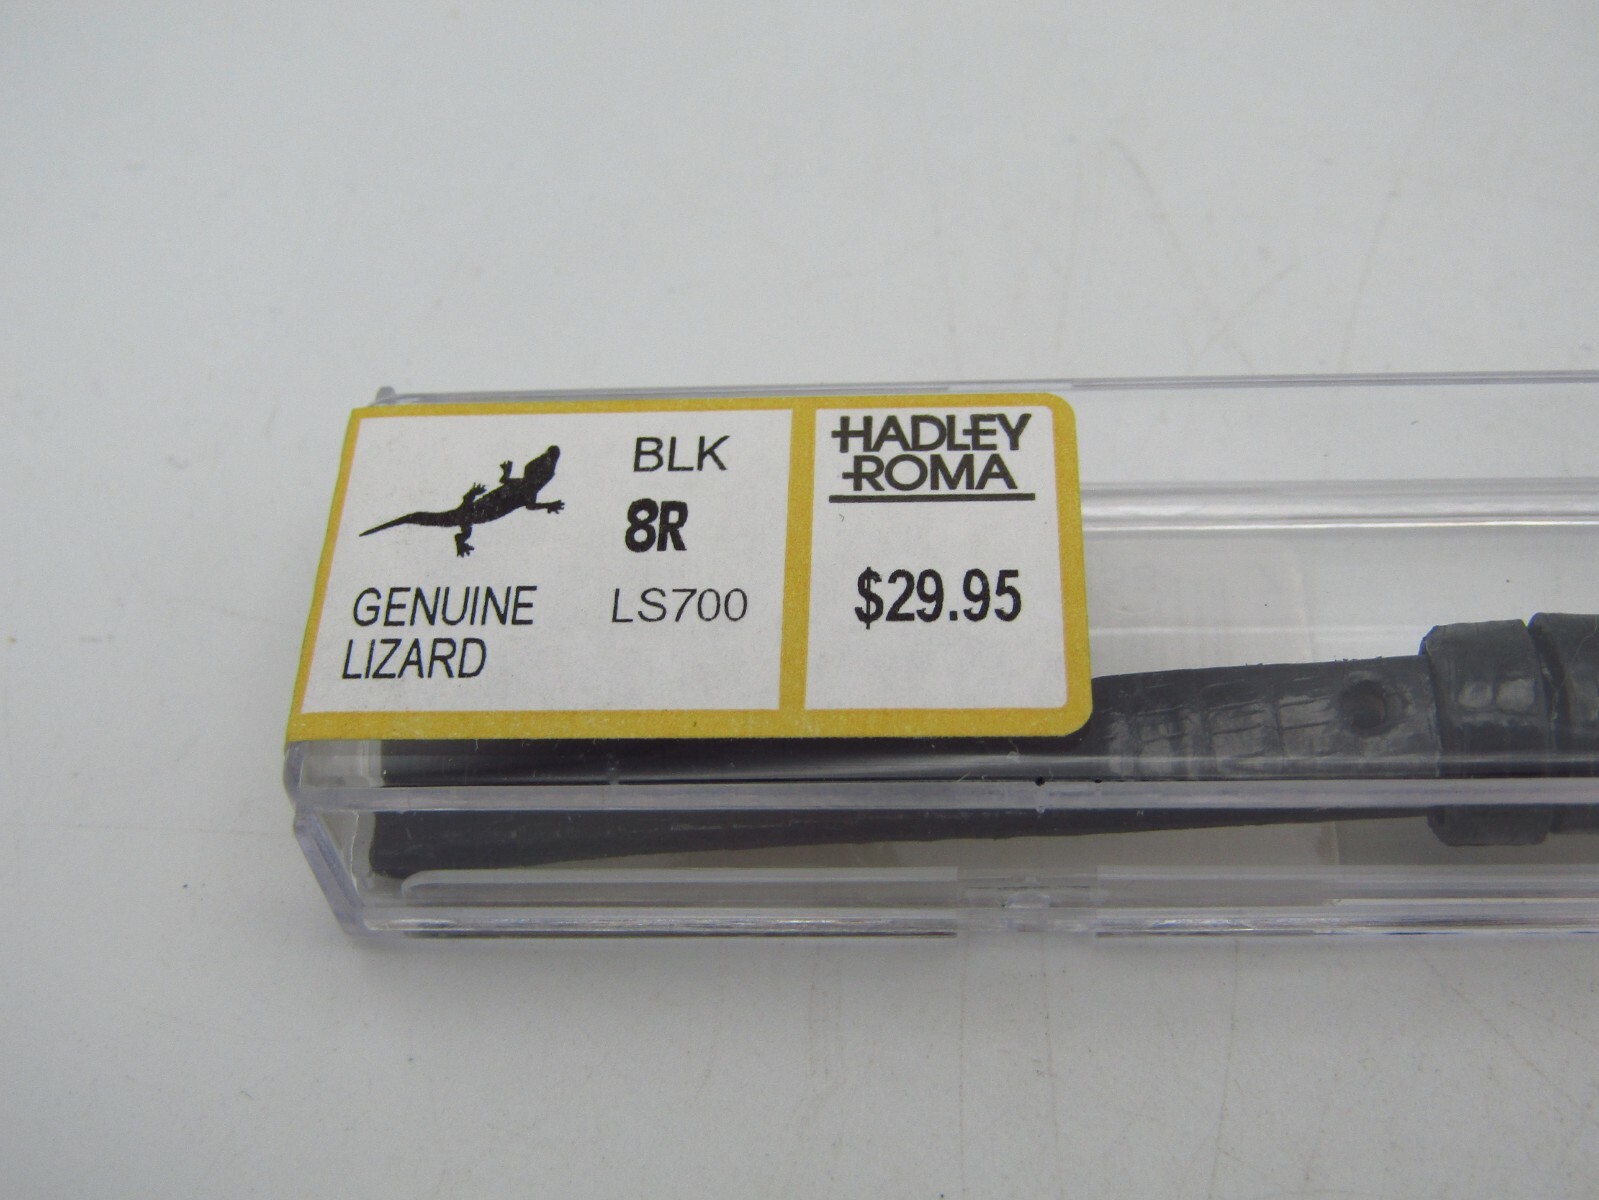 BLK
8R
GENUINE LS700
LIZARD
HADLEY
ROMA
$29.95